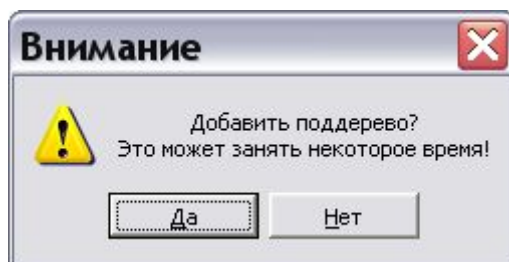 Внимание
Добавить поддерево?
Это может занять некоторое время!
Да
Нет